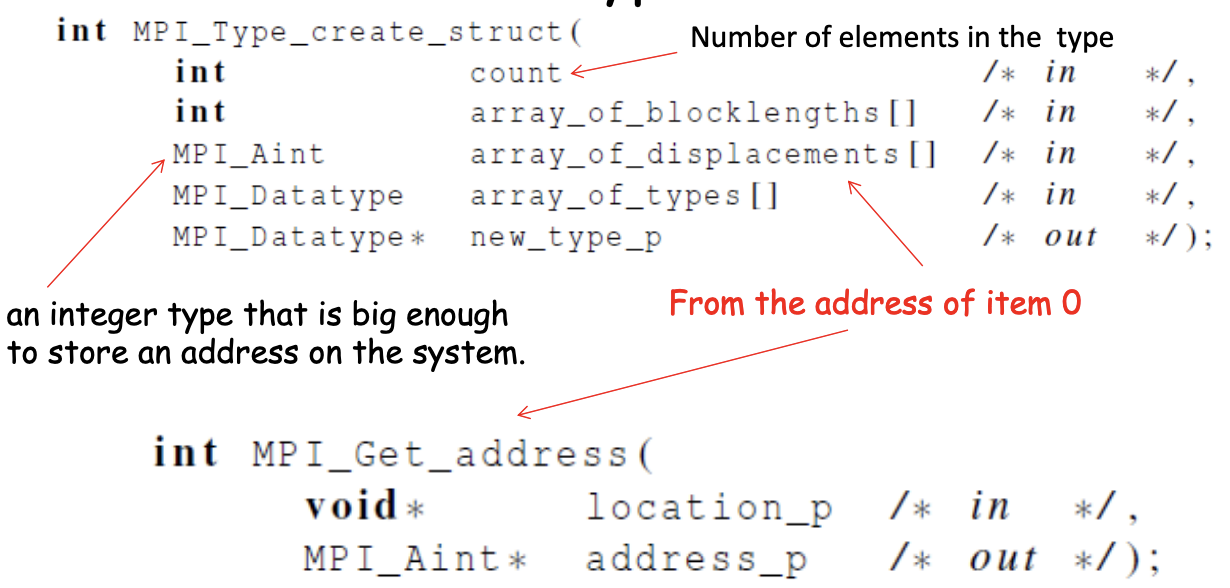 int MPI_Type_create_struct(
Number of elements in the type
int count /* in */,
int array_of_blocklengths[] /* in */,
MPI_Aint array_of_displacements[] /* in */,
MPI_Datatype array_of_types[] /* in */,
MPI_Datatype* new_type_p /* out */);
an integer type that is big enough
to store an address on the system.
From the address of item 0
int MPI_Get_address(
void* location_p /* in */,
MPI_Aint* address_p /* out */);